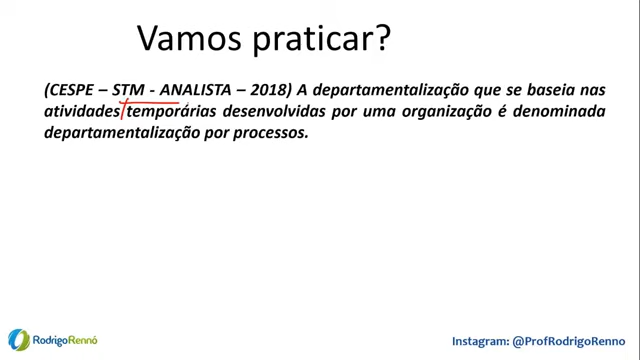 Vamos praticar?
(CESPE – STM - ANALISTA – 2018) A departamentalização que se baseia nas
atividades temporárias desenvolvidas por uma organização é denominada
departamentalização por processos.
RodrigoRennó
Instagram: @ProfRodrigoRenno